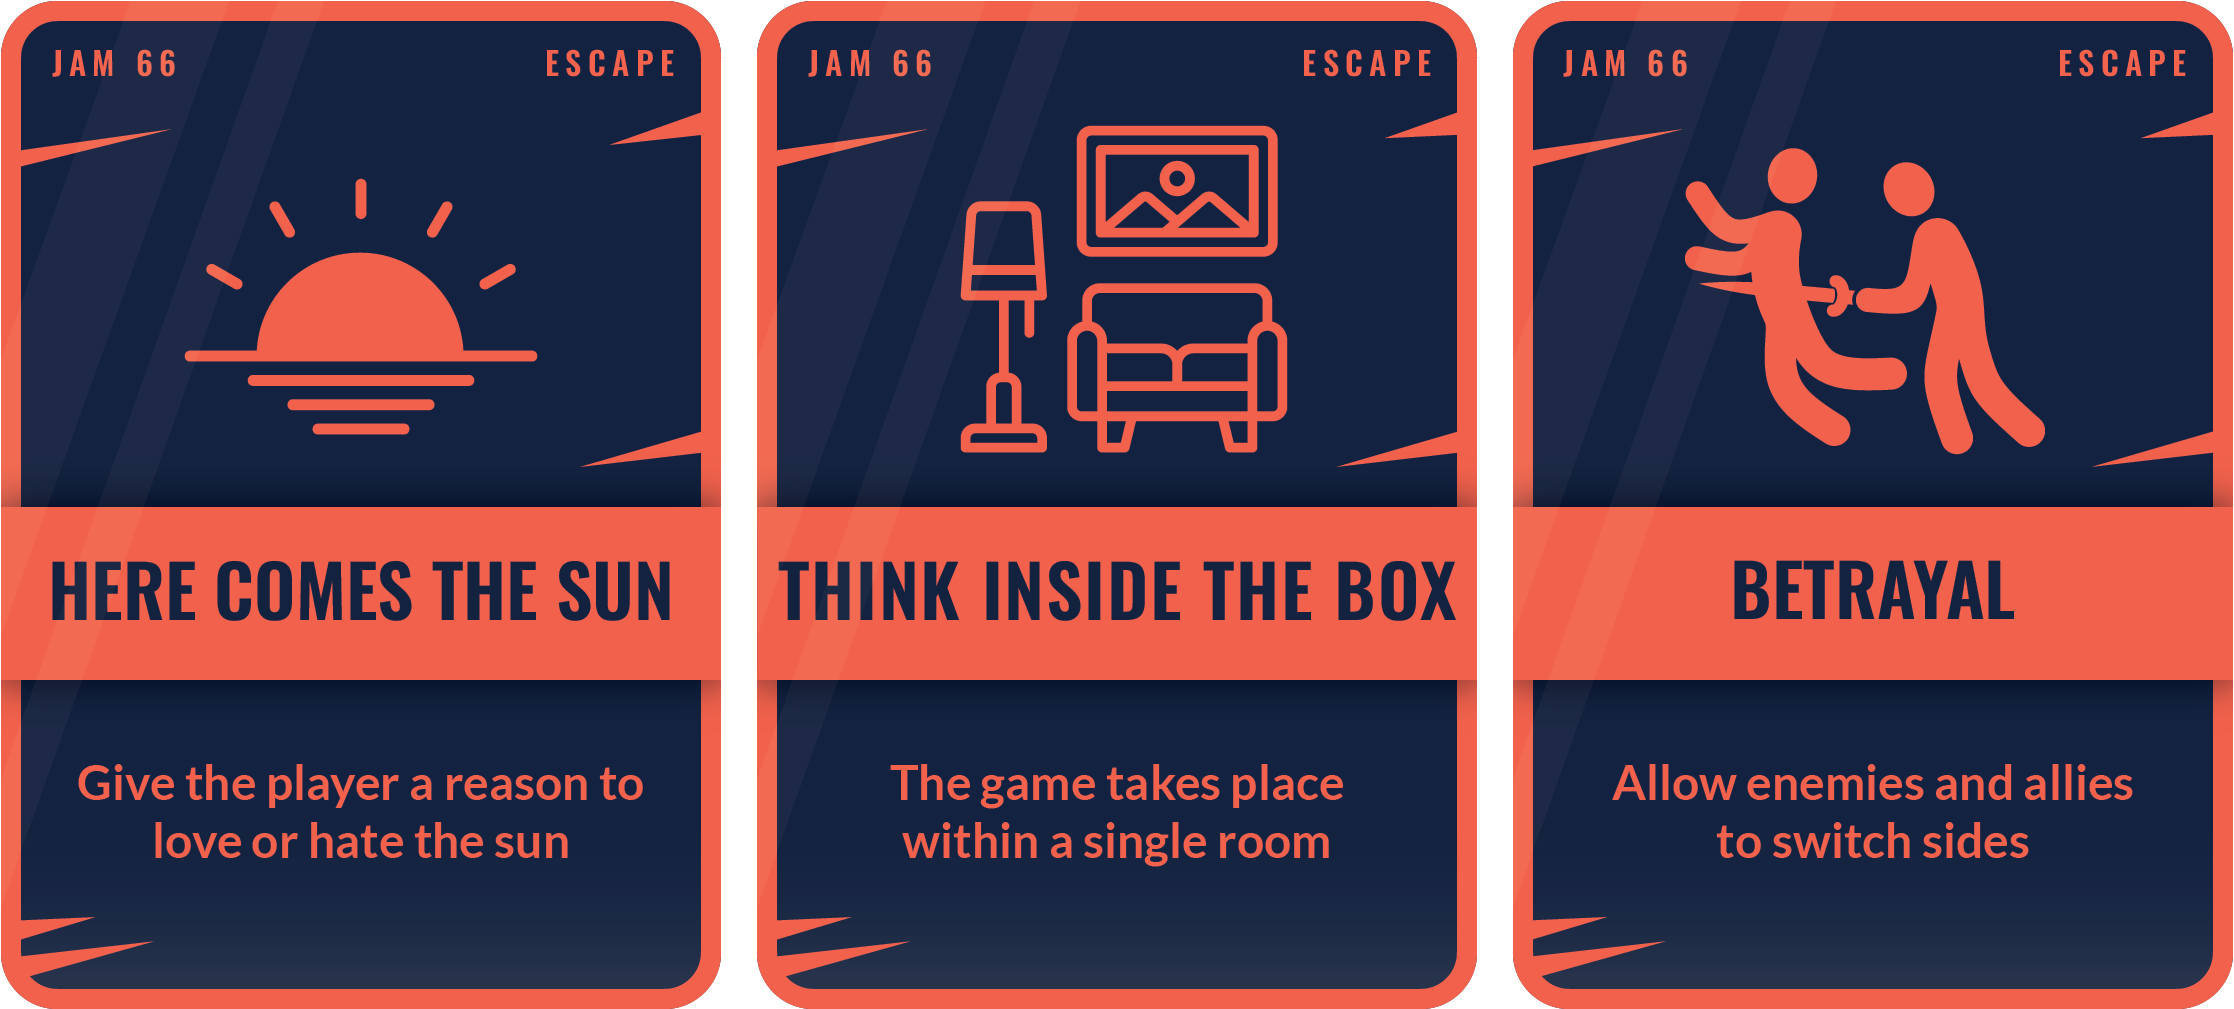 JAM 66
ESCAPE
HERE COMES THE SUN
Give the player a reason to
love or hate the sun
JAM 66
ESCAPE
THINK INSIDE THE BOX
The game takes place
within a single room
JAM 66
ESCAPE
BETRAYAL
Allow enemies and allies
to switch sides